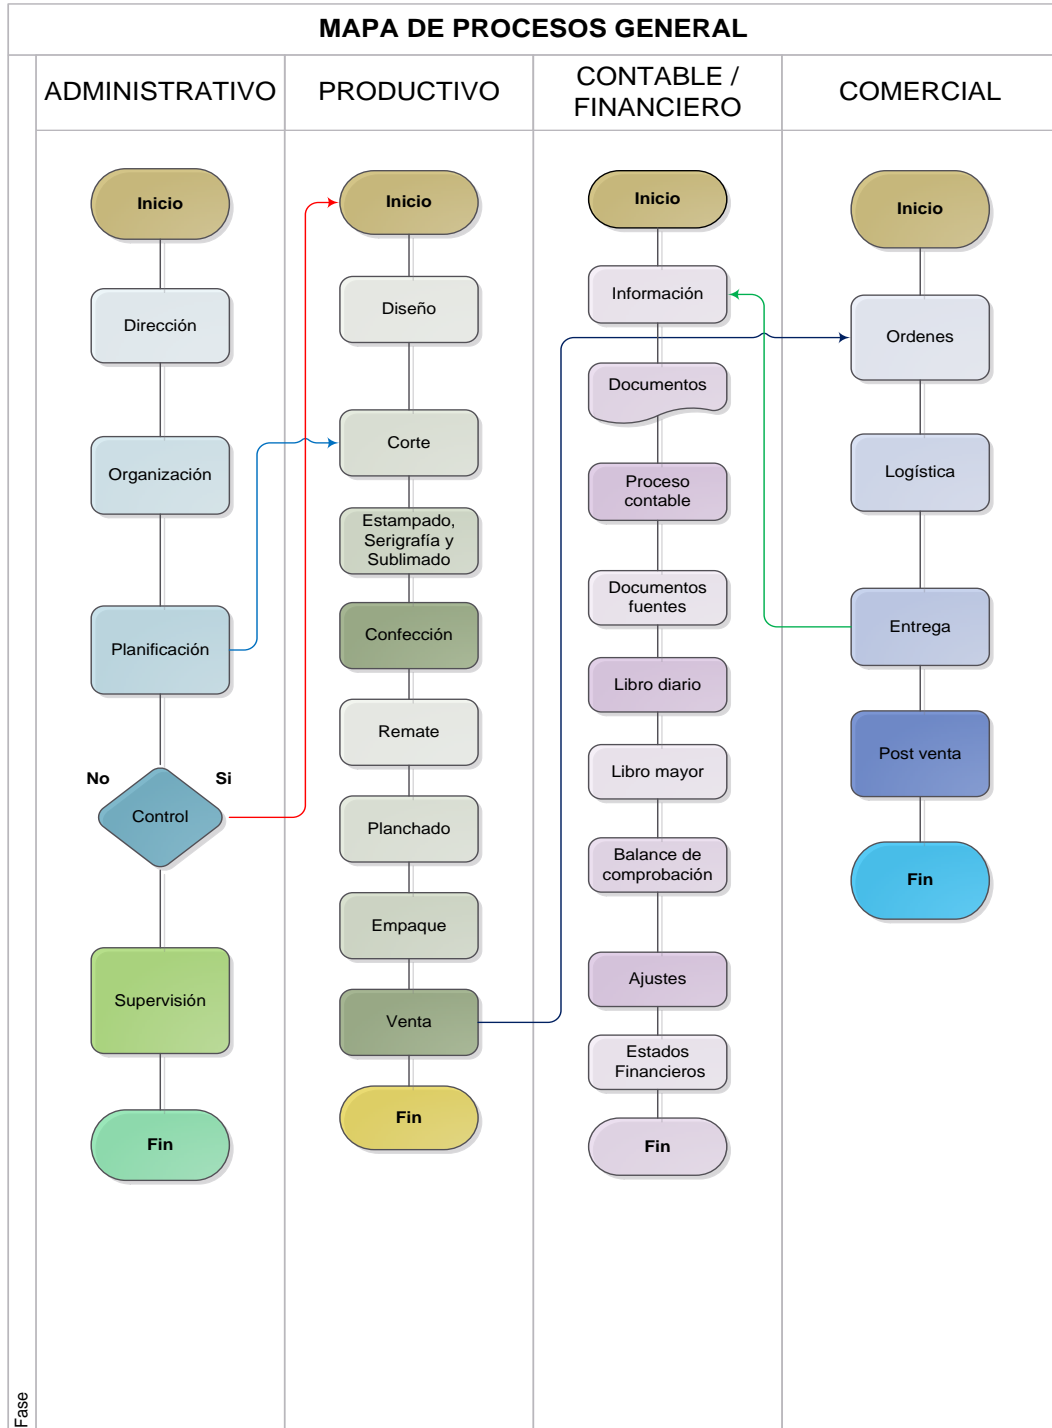 MAPA DE PROCESOS GENERAL
ADMINISTRATIVO
PRODUCTIVO
CONTABLE /
FINANCIERO
COMERCIAL
Inicio
Dirección
Organización
Planificación
No
Si
Control
Supervisión
Fin
Inicio
Diseño
Corte
Estampado,
Serigrafía y
Sublimado
Confección
Remate
Planchado
Empaque
Venta
Fin
Inicio
Información
Documentos
Proceso
contable
Documentos
fuentes
Libro diario
Libro mayor
Balance de
comprobación
Ajustes
Estados
Financieros
Fin
Inicio
Ordenes
Logística
Entrega
Post venta
Fin
Fase